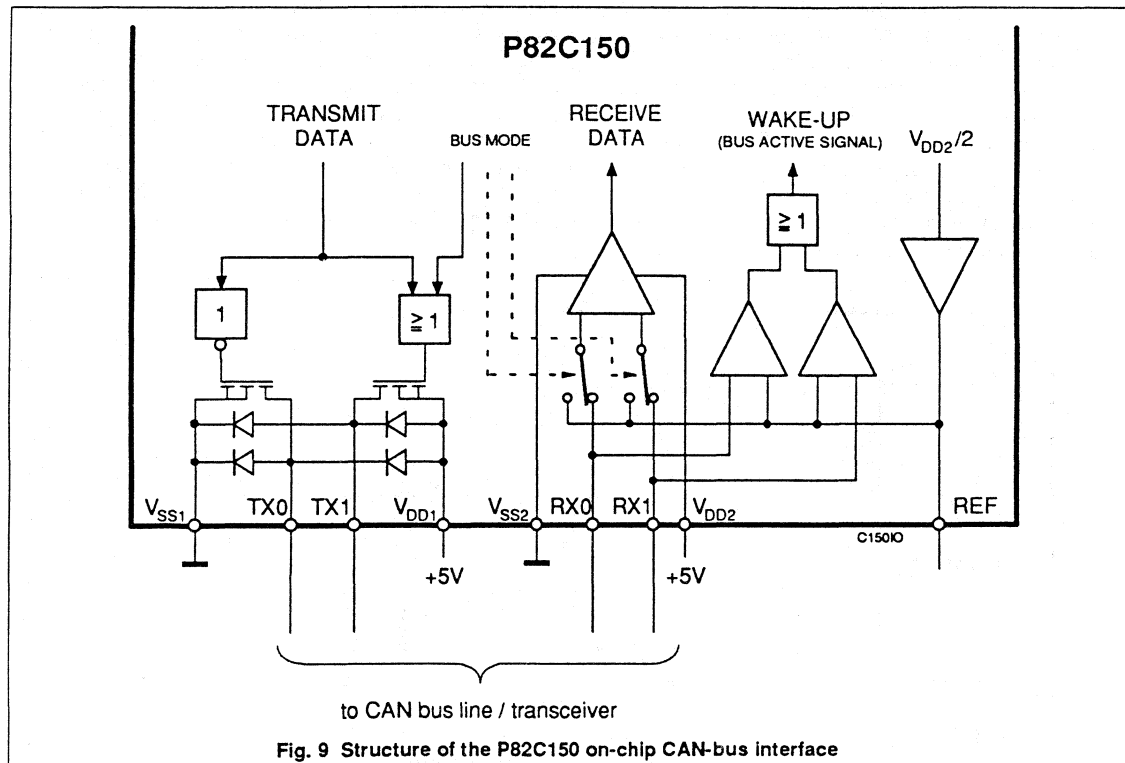 P82C150
TRANSMIT
DATA
BUS MODE
RECEIVE
DATA
WAKE-UP
(BUS ACTIVE SIGNAL)
VDD2/2
≥ 1
1
≥ 1
VSS1
TX0
TX1
VDD1
VSS2
RX0
RX1
VDD2
REF
C150IO
+5V
+5V
to CAN bus line / transceiver
Fig. 9 Structure of the P82C150 on-chip CAN-bus interface